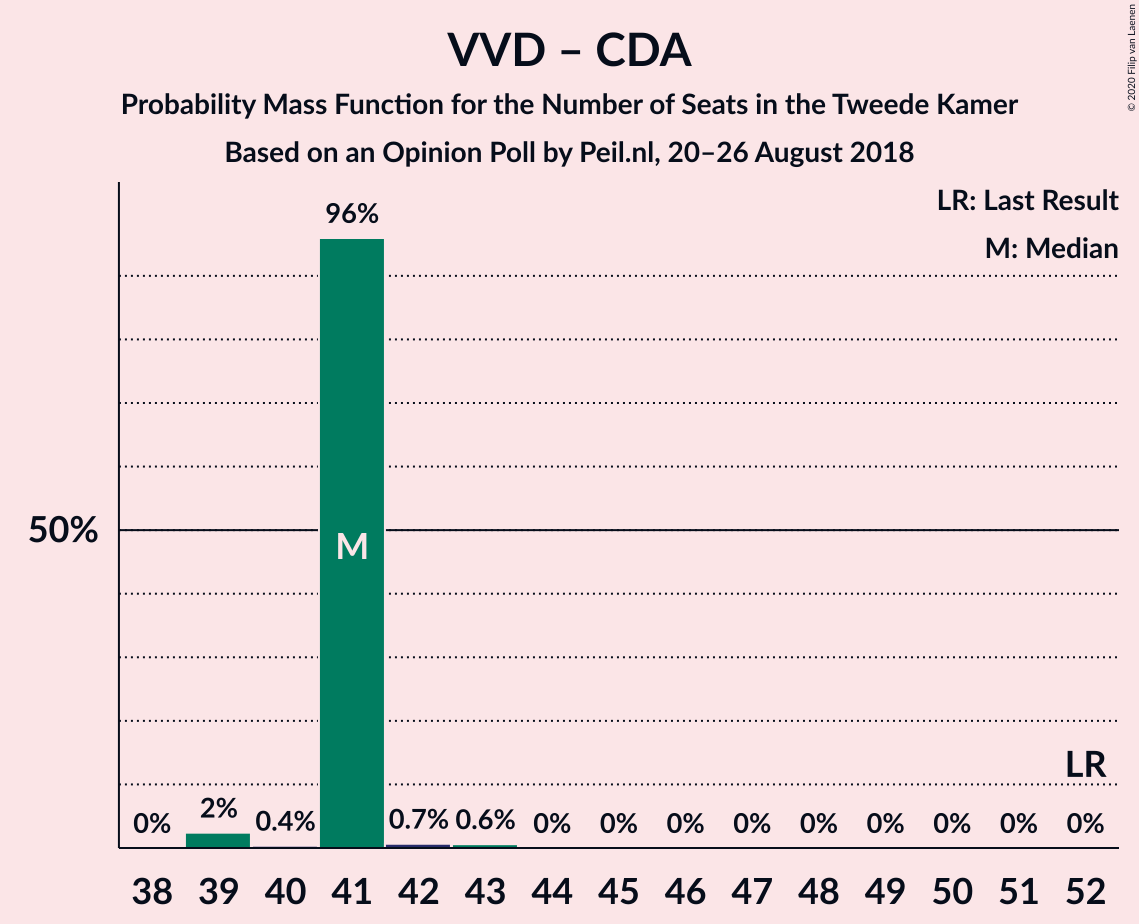 VVD – CDA
Probability Mass Function for the Number of Seats in the Tweede Kamer
Based on an Opinion Poll by Peil.nl, 20–26 August 2018
© 2020 Filip van Laenen
LR: Last Result
M: Median
96%
50%
M
LR
0% 2% 0.4% 0.7% 0.6% 0% 0% 0% 0% 0% 0% 0% 0% 0%
38 39 40 41 42 43 44 45 46 47 48 49 50 51 52